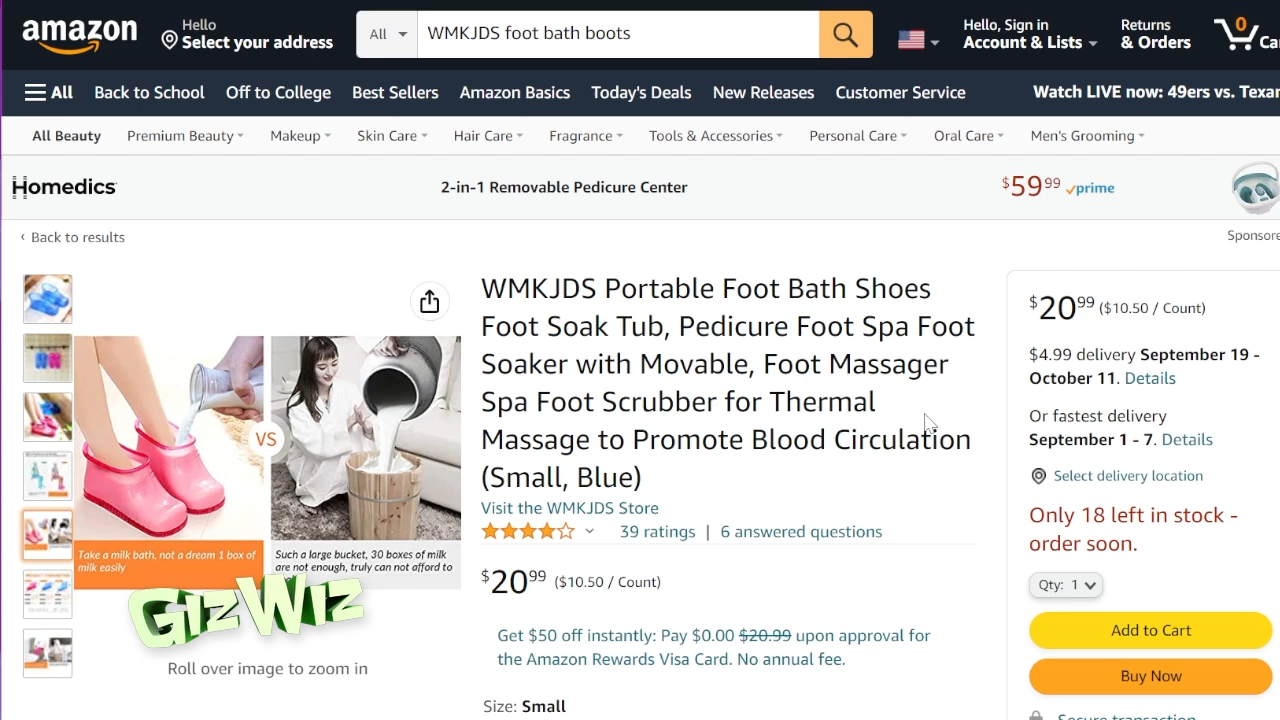 amazon
Hello
Select your address
All
WMKJDS foot bath boots
Hello, Sign in
Account & Lists
Returns
& Orders
0
All
Back to School
Off to College
Best Sellers
Amazon Basics
Today's Deals
New Releases
Customer Service
Watch LIVE now: 49ers vs. Texan
All Beauty
Premium Beauty
Makeup
Skin Care
Hair Care
Fragrance
Tools & Accessories
Personal Care
Oral Care
Men's Grooming
Homedics
2-in-1 Removable Pedicure Center
$59 99 prime
‹ Back to results
Sponsore
WMKJDS Portable Foot Bath Shoes
Foot Soak Tub, Pedicure Foot Spa Foot
Soaker with Movable, Foot Massager
Spa Foot Scrubber for Thermal
Massage to Promote Blood Circulation
(Small, Blue)
Visit the WMKJDS Store
39 ratings | 6 answered questions
$20 99 ($10.50 / Count)
Get $50 off instantly: Pay $0.00 $20.99 upon approval for
the Amazon Rewards Visa Card. No annual fee.
Size: Small
VS
Take a milk bath, not a dream 1 box of
milk easily
Such a large bucket, 30 boxes of milk
are not enough, truly can not afford to
GizWiz
Roll over image to zoom in
$20 99 ($10.50 / Count)
$4.99 delivery September 19 -
October 11. Details
Or fastest delivery
September 1 - 7. Details
Select delivery location
Only 18 left in stock -
order soon.
Qty: 1
Add to Cart
Buy Now
Secure transaction